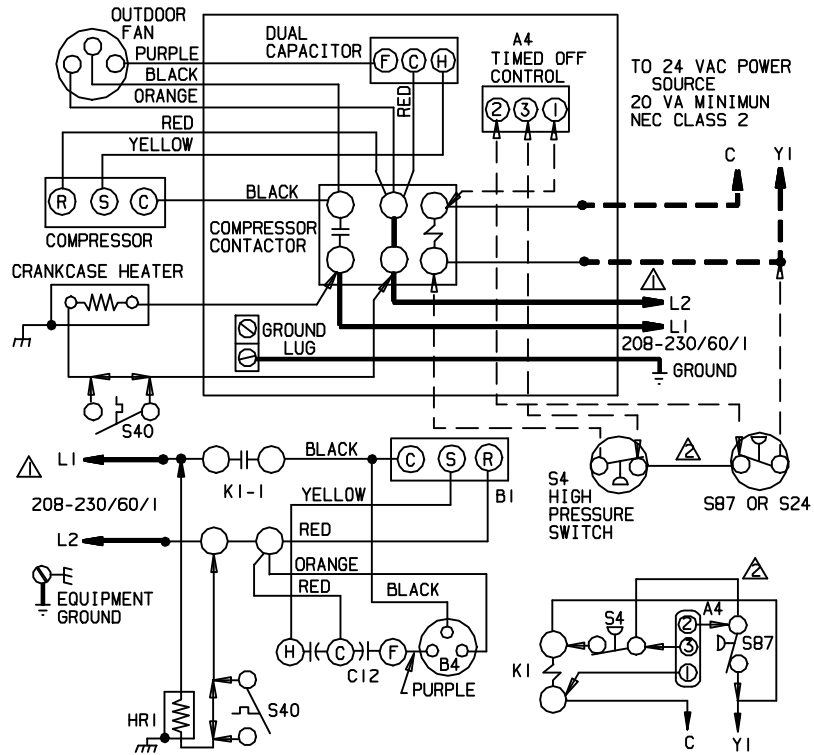 OUTDOOR
FAN
PURPLE
BLACK
ORANGE
RED
YELLOW
DUAL
CAPACITOR
F C H
RED
A4
TIMED OFF
CONTROL
2 3 1
TO 24 VAC POWER
SOURCE
20 VA MINIMUN
NEC CLASS 2
C Y1
R S C
BLACK
COMPRESSOR
COMPRESSOR
CONTACTOR
CRANKCASE HEATER
GROUND
LUG
1
L2
L1
208-230/60/1
GROUND
S40
1
L1
BLACK
C S R
K1-1
YELLOW
B1
208-230/60/1
L2
RED
ORANGE
RED
BLACK
EQUIPMENT
GROUND
H C F
C12
B4
PURPLE
HR1
S40
2
S4
HIGH
PRESSURE
SWITCH
S87 OR S24
2
S4
A4
2
3
1
S87
K1
C Y1